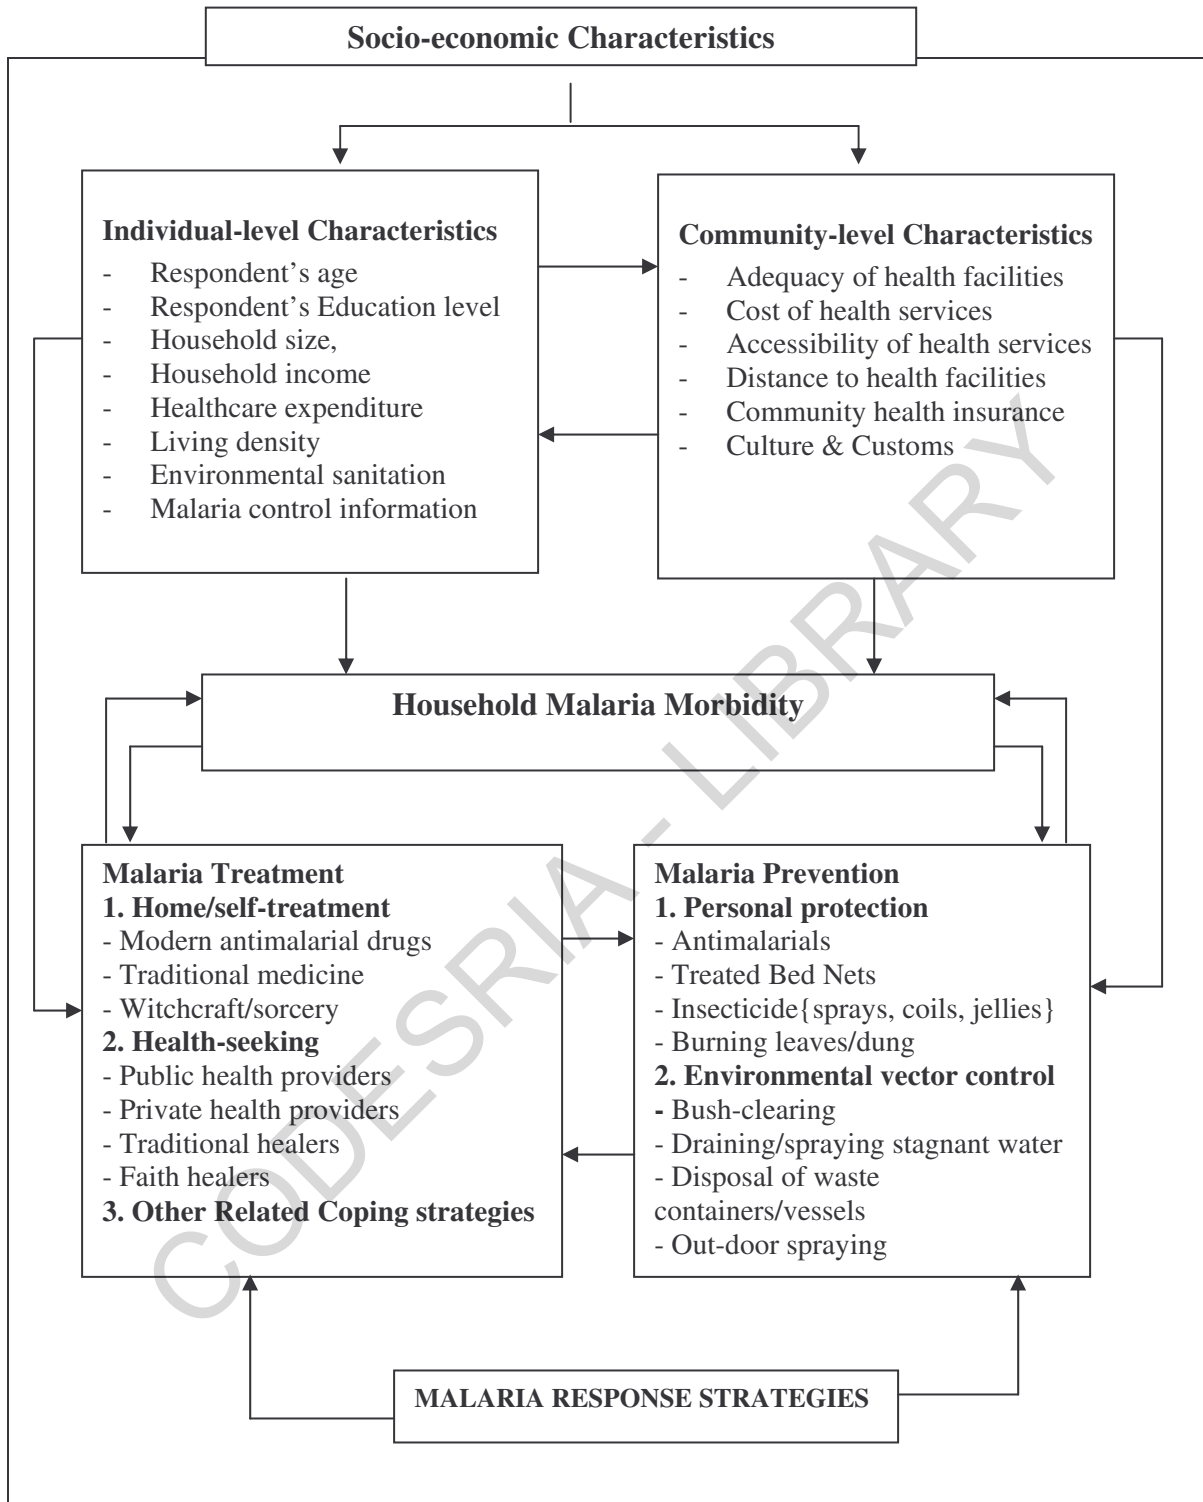 Socio-economic Characteristics
Individual-level Characteristics
- Respondent’s age
- Respondent’s Education level
- Household size,
- Household income
- Healthcare expenditure
- Living density
- Environmental sanitation
- Malaria control information
Community-level Characteristics
- Adequacy of health facilities
- Cost of health services
- Accessibility of health services
- Distance to health facilities
- Community health insurance
- Culture & Customs
Household Malaria Morbidity
Malaria Treatment
1. Home/self-treatment
- Modern antimalarial drugs
- Traditional medicine
- Witchcraft/sorcery
2. Health-seeking
- Public health providers
- Private health providers
- Traditional healers
- Faith healers
3. Other Related Coping strategies
Malaria Prevention
1. Personal protection
- Antimalarials
- Treated Bed Nets
- Insecticide{sprays, coils, jellies}
- Burning leaves/dung
2. Environmental vector control
- Bush-clearing
- Draining/spraying stagnant water
- Disposal of waste
containers/vessels
- Out-door spraying
MALARIA RESPONSE STRATEGIES
CODESRIA - LIBRARY